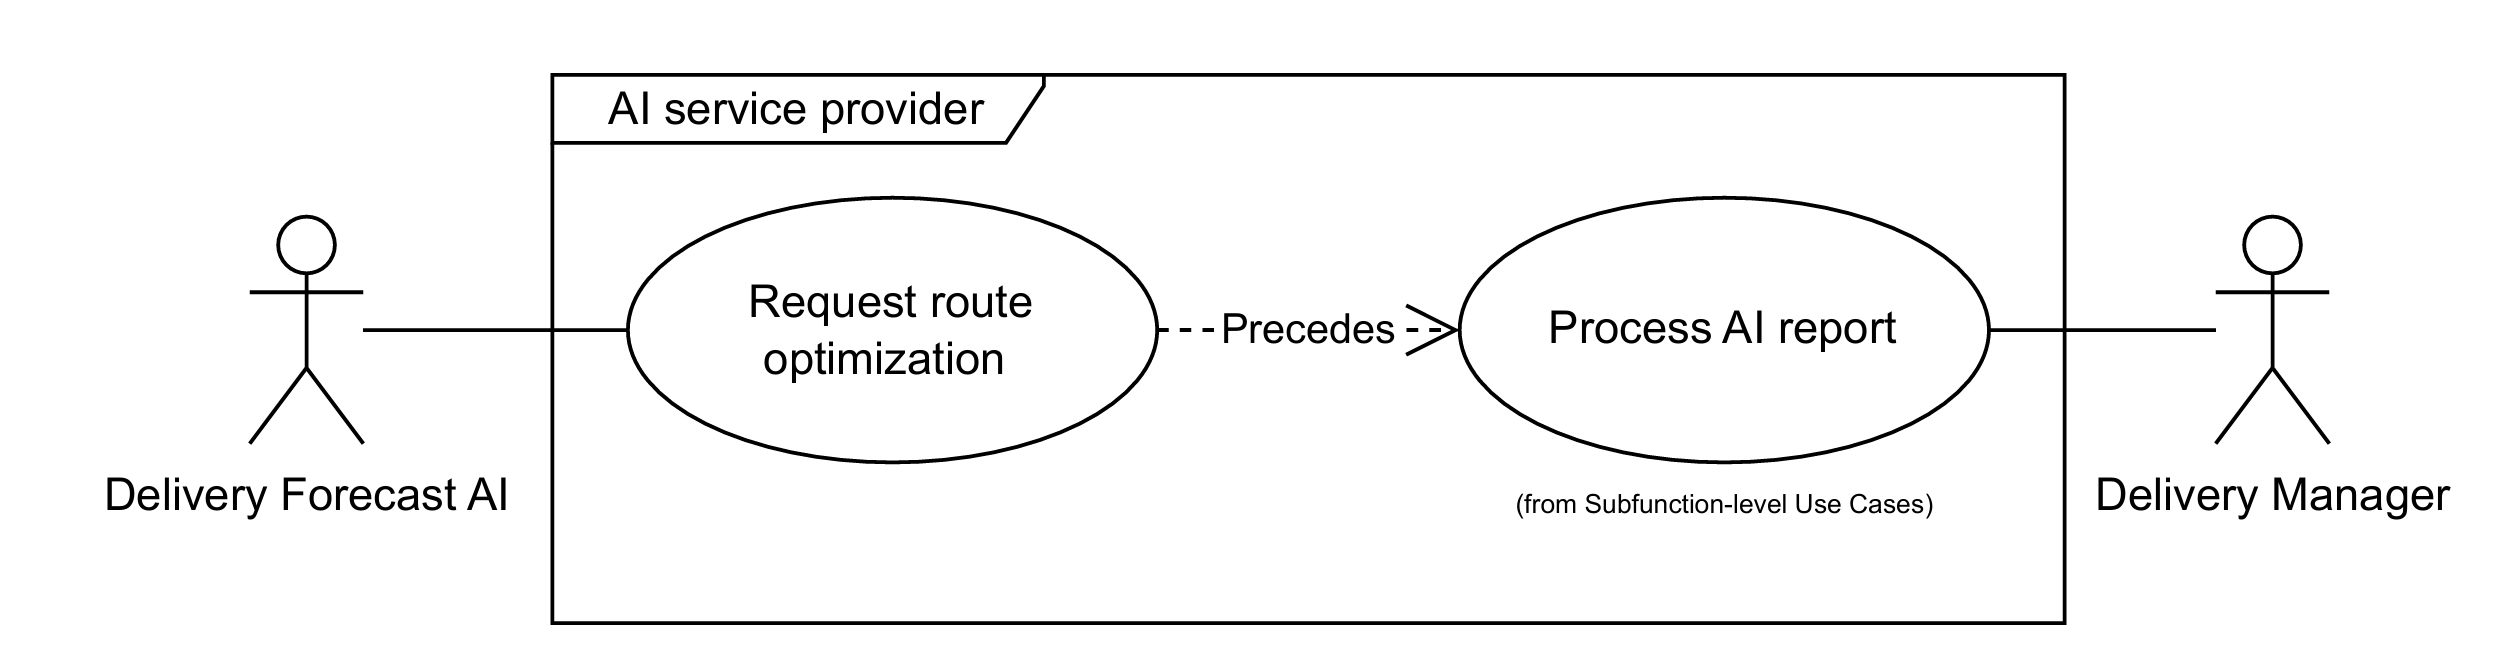 AI service provider
Request route
optimization
Precedes
Process AI report
Delivery Forecast AI
(from Subfunction-level Use Cases)
Delivery Manager